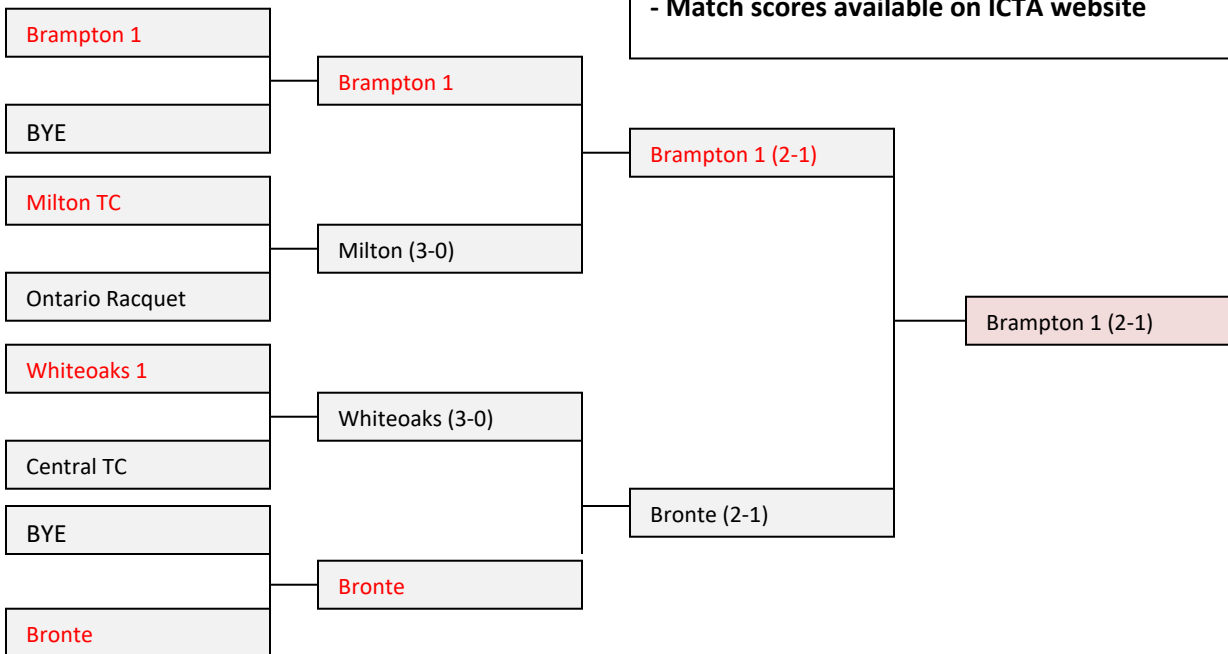 - Match scores available on ICTA website
Brampton 1
BYE
Milton TC
Ontario Racquet
Whiteoaks 1
Central TC
BYE
Bronte
Brampton 1
Milton (3-0)
Whiteoaks (3-0)
Bronte
Brampton 1 (2-1)
Bronte (2-1)
Brampton 1 (2-1)